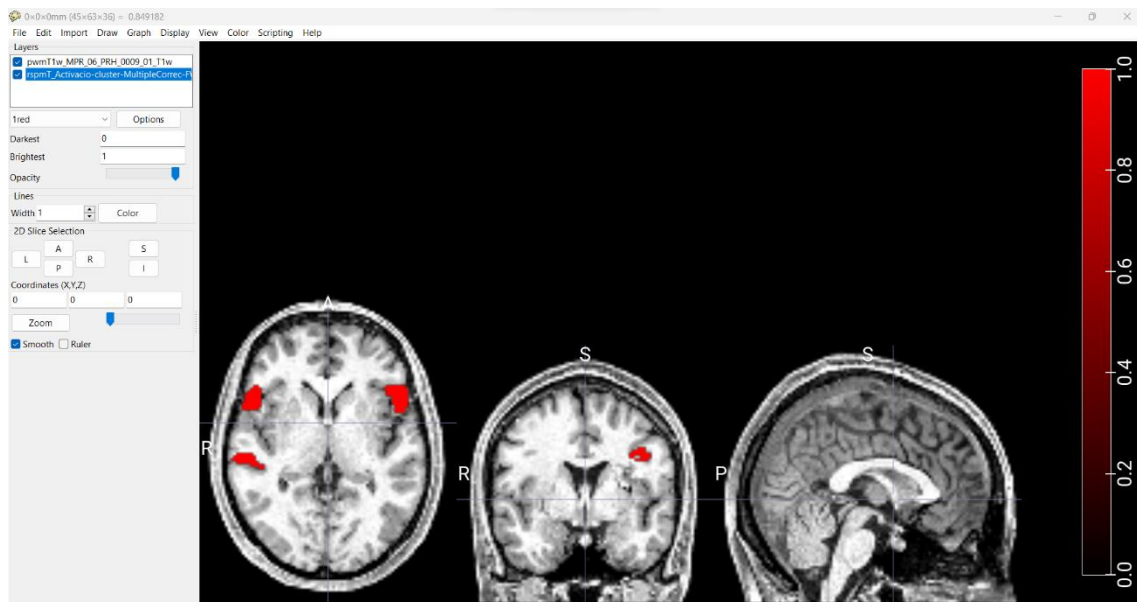 0×0×0mm (45×63×36) = 0.849182
File Edit Import Draw Graph Display View Color Scripting Help
Layers
pwmT1w_MPR_06_PRH_0009_01_T1w
rspmT_Activacio-cluster-MultipleCorrec-F
1red Options
Darkest 0
Brightest 1
Opacity
Lines
Width 1 Color
2D Slice Selection
A S
L R
P I
Coordinates (X,Y,Z)
0 0 0
Zoom
Smooth Ruler
A
R
S
R
S
P
1.0
0.8
0.6
0.4
0.2
0.0